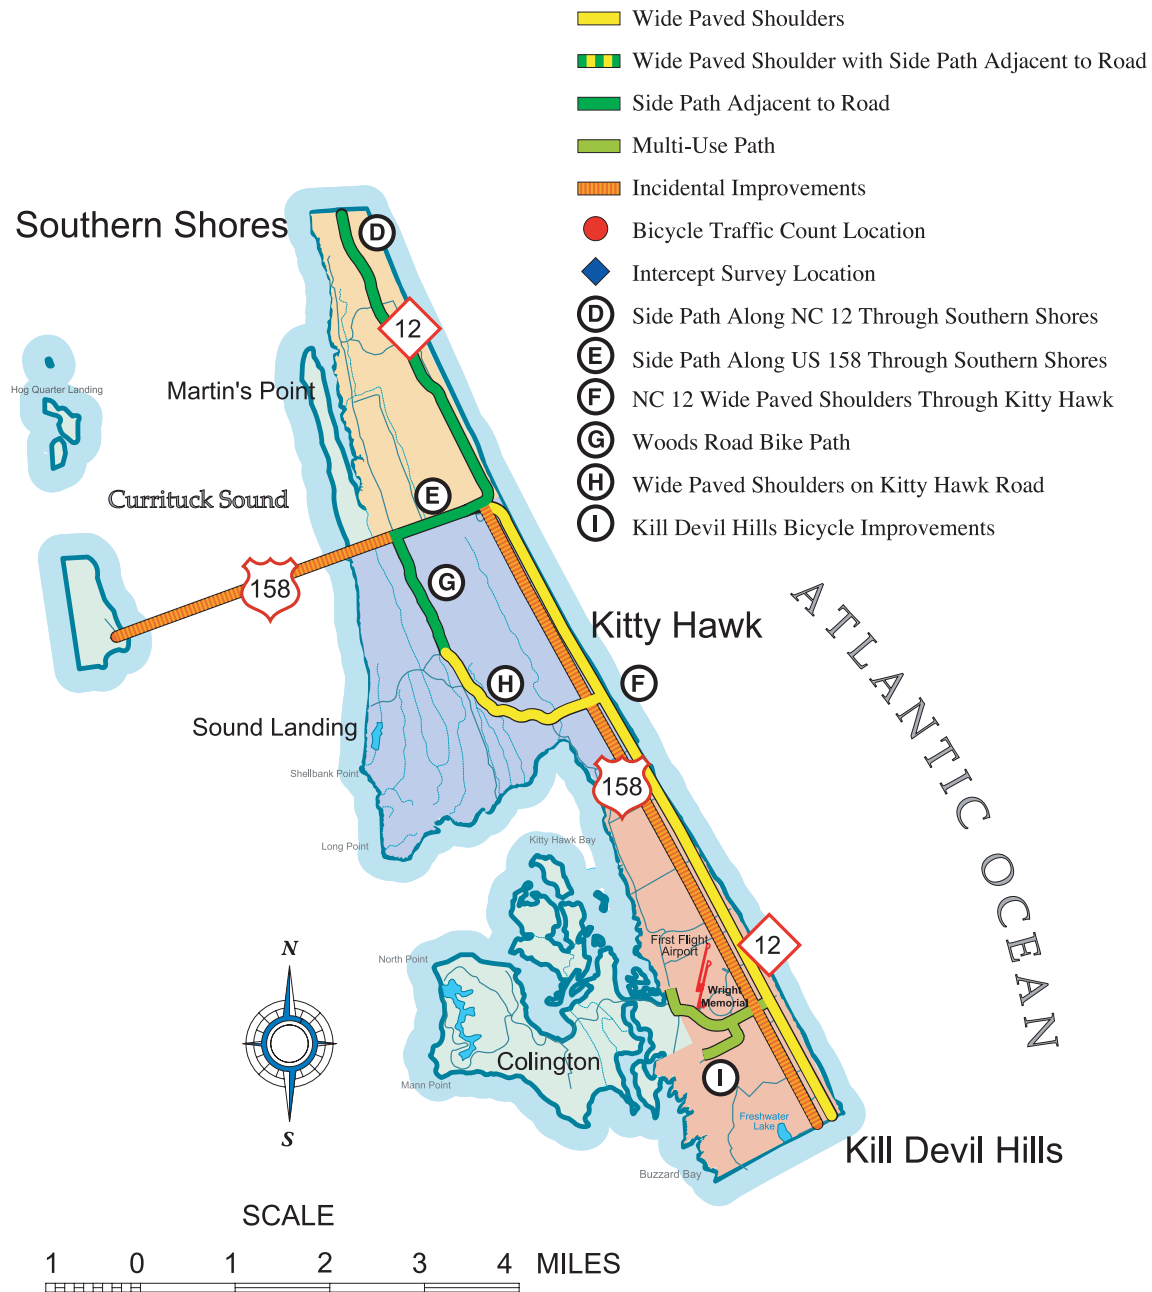 Wide Paved Shoulders
Wide Paved Shoulder with Side Path Adjacent to Road
Side Path Adjacent to Road
Multi-Use Path
Incidental Improvements
Bicycle Traffic Count Location
Intercept Survey Location
D Side Path Along NC 12 Through Southern Shores
E Side Path Along US 158 Through Southern Shores
F NC 12 Wide Paved Shoulders Through Kitty Hawk
G Woods Road Bike Path
H Wide Paved Shoulders on Kitty Hawk Road
I Kill Devil Hills Bicycle Improvements
Southern Shores
D
12
Hog Quarter Landing
Martin's Point
Currituck Sound
E
158
G
Kitty Hawk
ATLANTIC OCEAN
H
F
Sound Landing
Shellbank Point
158
Long Point
Kitty Hawk Bay
First Flight
Airport
12
North Point
Wright
Memorial
N
Colington
Mann Point
I
Freshwater
Lake
S
Kill Devil Hills
Buzzard Bay
SCALE
1 0 1 2 3 4 MILES